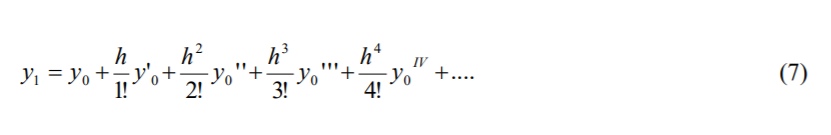 y₁ = y₀ + h/1! y'₀ + h²/2! y₀'' + h³/3! y₀''' + h⁴/4! y₀^IV + .... (7)